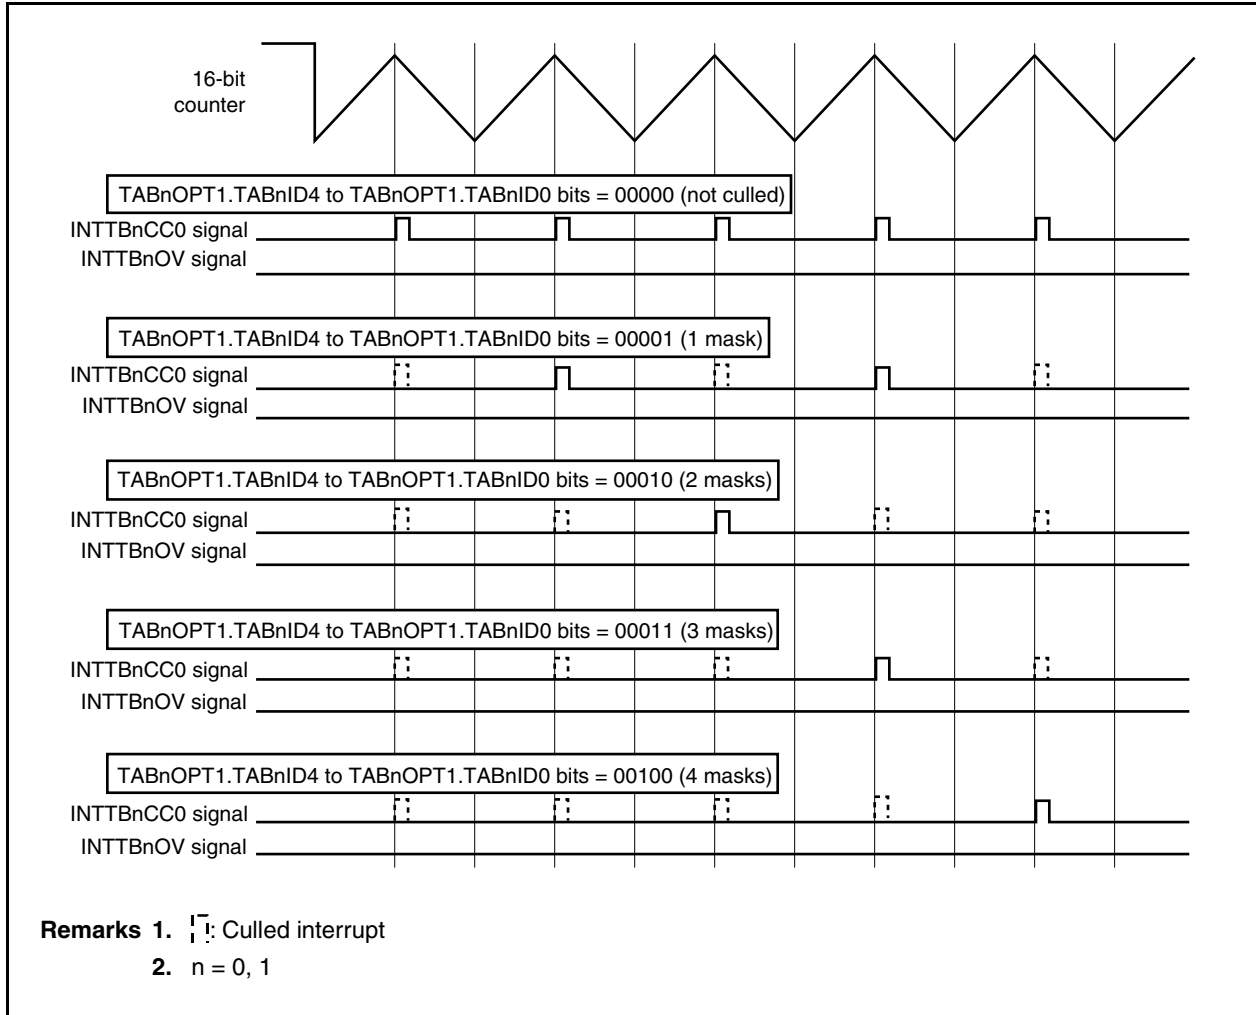 16-bit
counter
TABnOPT1.TABnID4 to TABnOPT1.TABnID0 bits = 00000 (not culled)
INTTBnCC0 signal
INTTBnOV signal
TABnOPT1.TABnID4 to TABnOPT1.TABnID0 bits = 00001 (1 mask)
INTTBnCC0 signal
INTTBnOV signal
TABnOPT1.TABnID4 to TABnOPT1.TABnID0 bits = 00010 (2 masks)
INTTBnCC0 signal
INTTBnOV signal
TABnOPT1.TABnID4 to TABnOPT1.TABnID0 bits = 00011 (3 masks)
INTTBnCC0 signal
INTTBnOV signal
TABnOPT1.TABnID4 to TABnOPT1.TABnID0 bits = 00100 (4 masks)
INTTBnCC0 signal
INTTBnOV signal
Remarks 1. : Culled interrupt
2. n = 0, 1